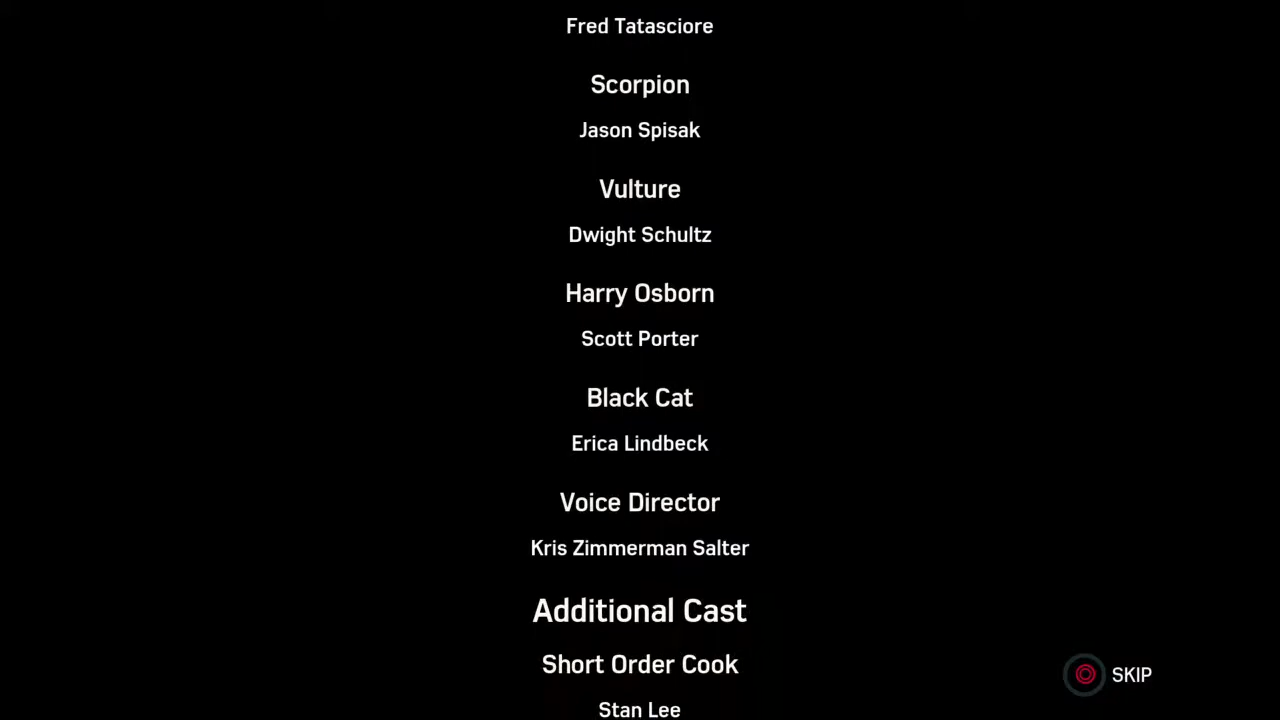 Fred Tatasciore
Scorpion
Jason Spisak
Vulture
Dwight Schultz
Harry Osborn
Scott Porter
Black Cat
Erica Lindbeck
Voice Director
Kris Zimmerman Salter
Additional Cast
Short Order Cook
Stan Lee
SKIP